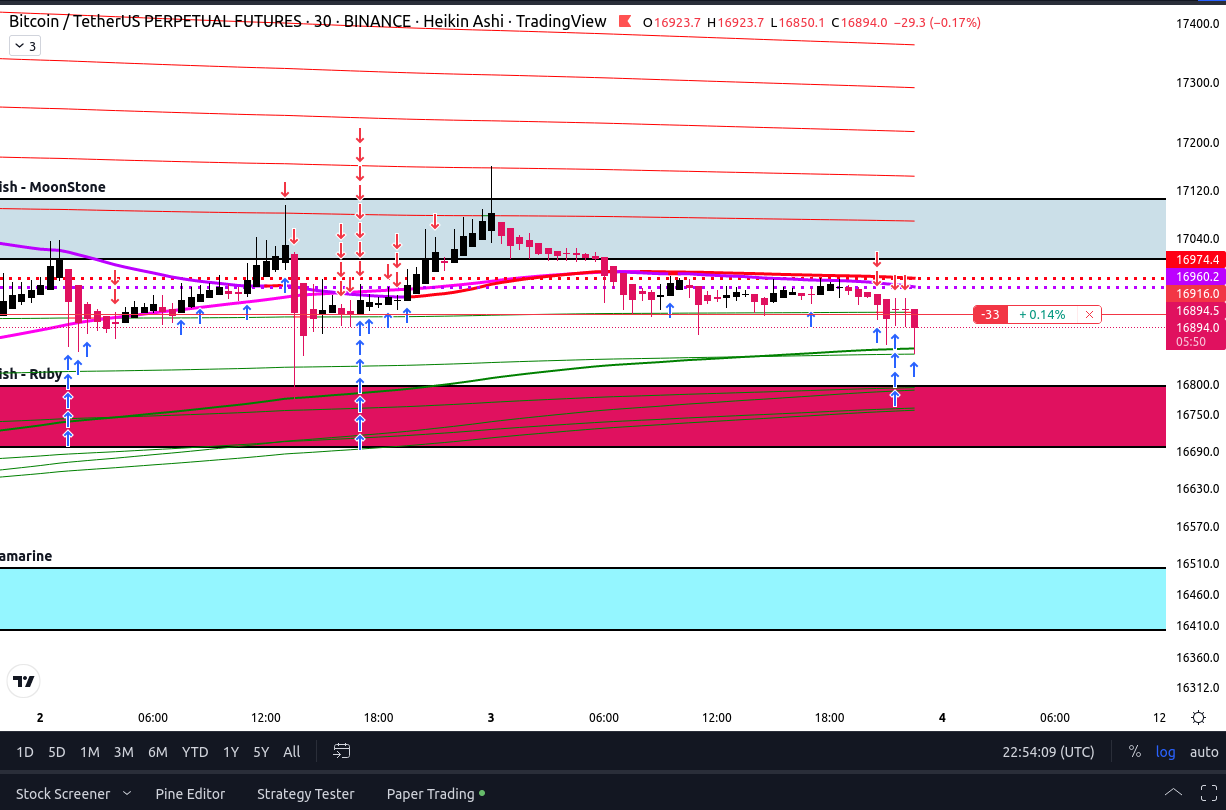 Bitcoin / TetherUS PERPETUAL FUTURES · 30 · BINANCE · Heikin Ashi · TradingView O16923.7 H16923.7 L16850.1 C16894.0 −29.3 (−0.17%)
3
17400.0
17300.0
17200.0
ish - MoonStone
17120.0
17040.0
16974.4
16960.2
16916.0
16894.5
-33 + 0.14%
16894.0
05:50
ish - Ruby
16800.0
16750.0
16690.0
16630.0
16570.0
amarine
16510.0
16460.0
16410.0
16360.0
16312.0
2 06:00 12:00 18:00 3 06:00 12:00 18:00 4 06:00 12
1D 5D 1M 3M 6M YTD 1Y 5Y All 22:54:09 (UTC) % log auto
Stock Screener Pine Editor Strategy Tester Paper Trading